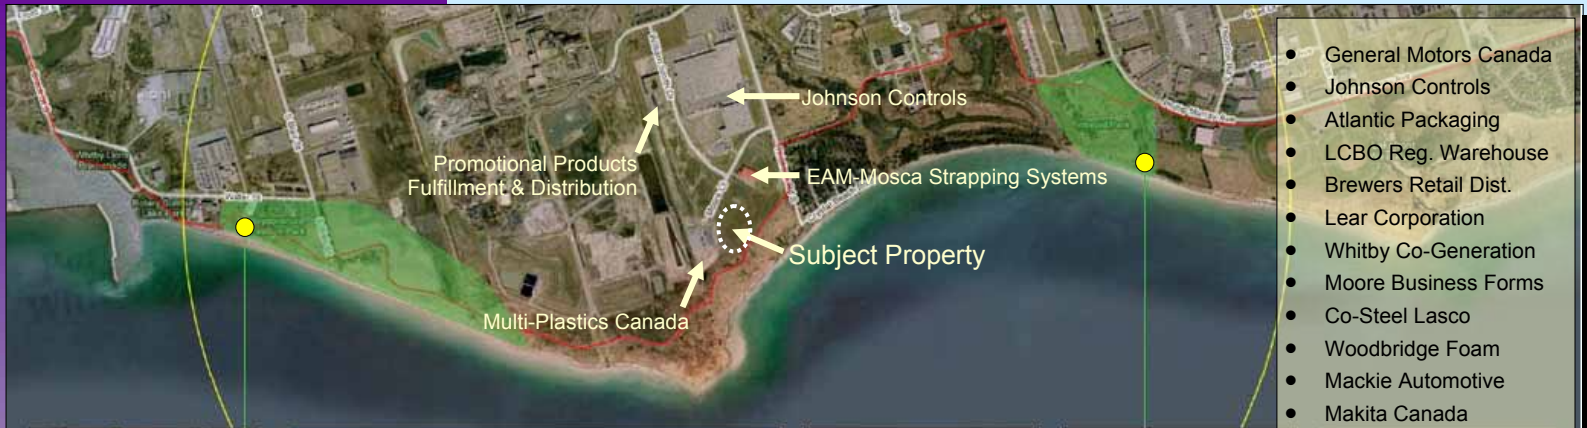 Johnson Controls
Promotional Products
Fulfillment & Distribution
EAM-Mosca Strapping Systems
Subject Property
Multi-Plastics Canada
• General Motors Canada
• Johnson Controls
• Atlantic Packaging
• LCBO Reg. Warehouse
• Brewers Retail Dist.
• Lear Corporation
• Whitby Co-Generation
• Moore Business Forms
• Co-Steel Lasco
• Woodbridge Foam
• Mackie Automotive
• Makita Canada